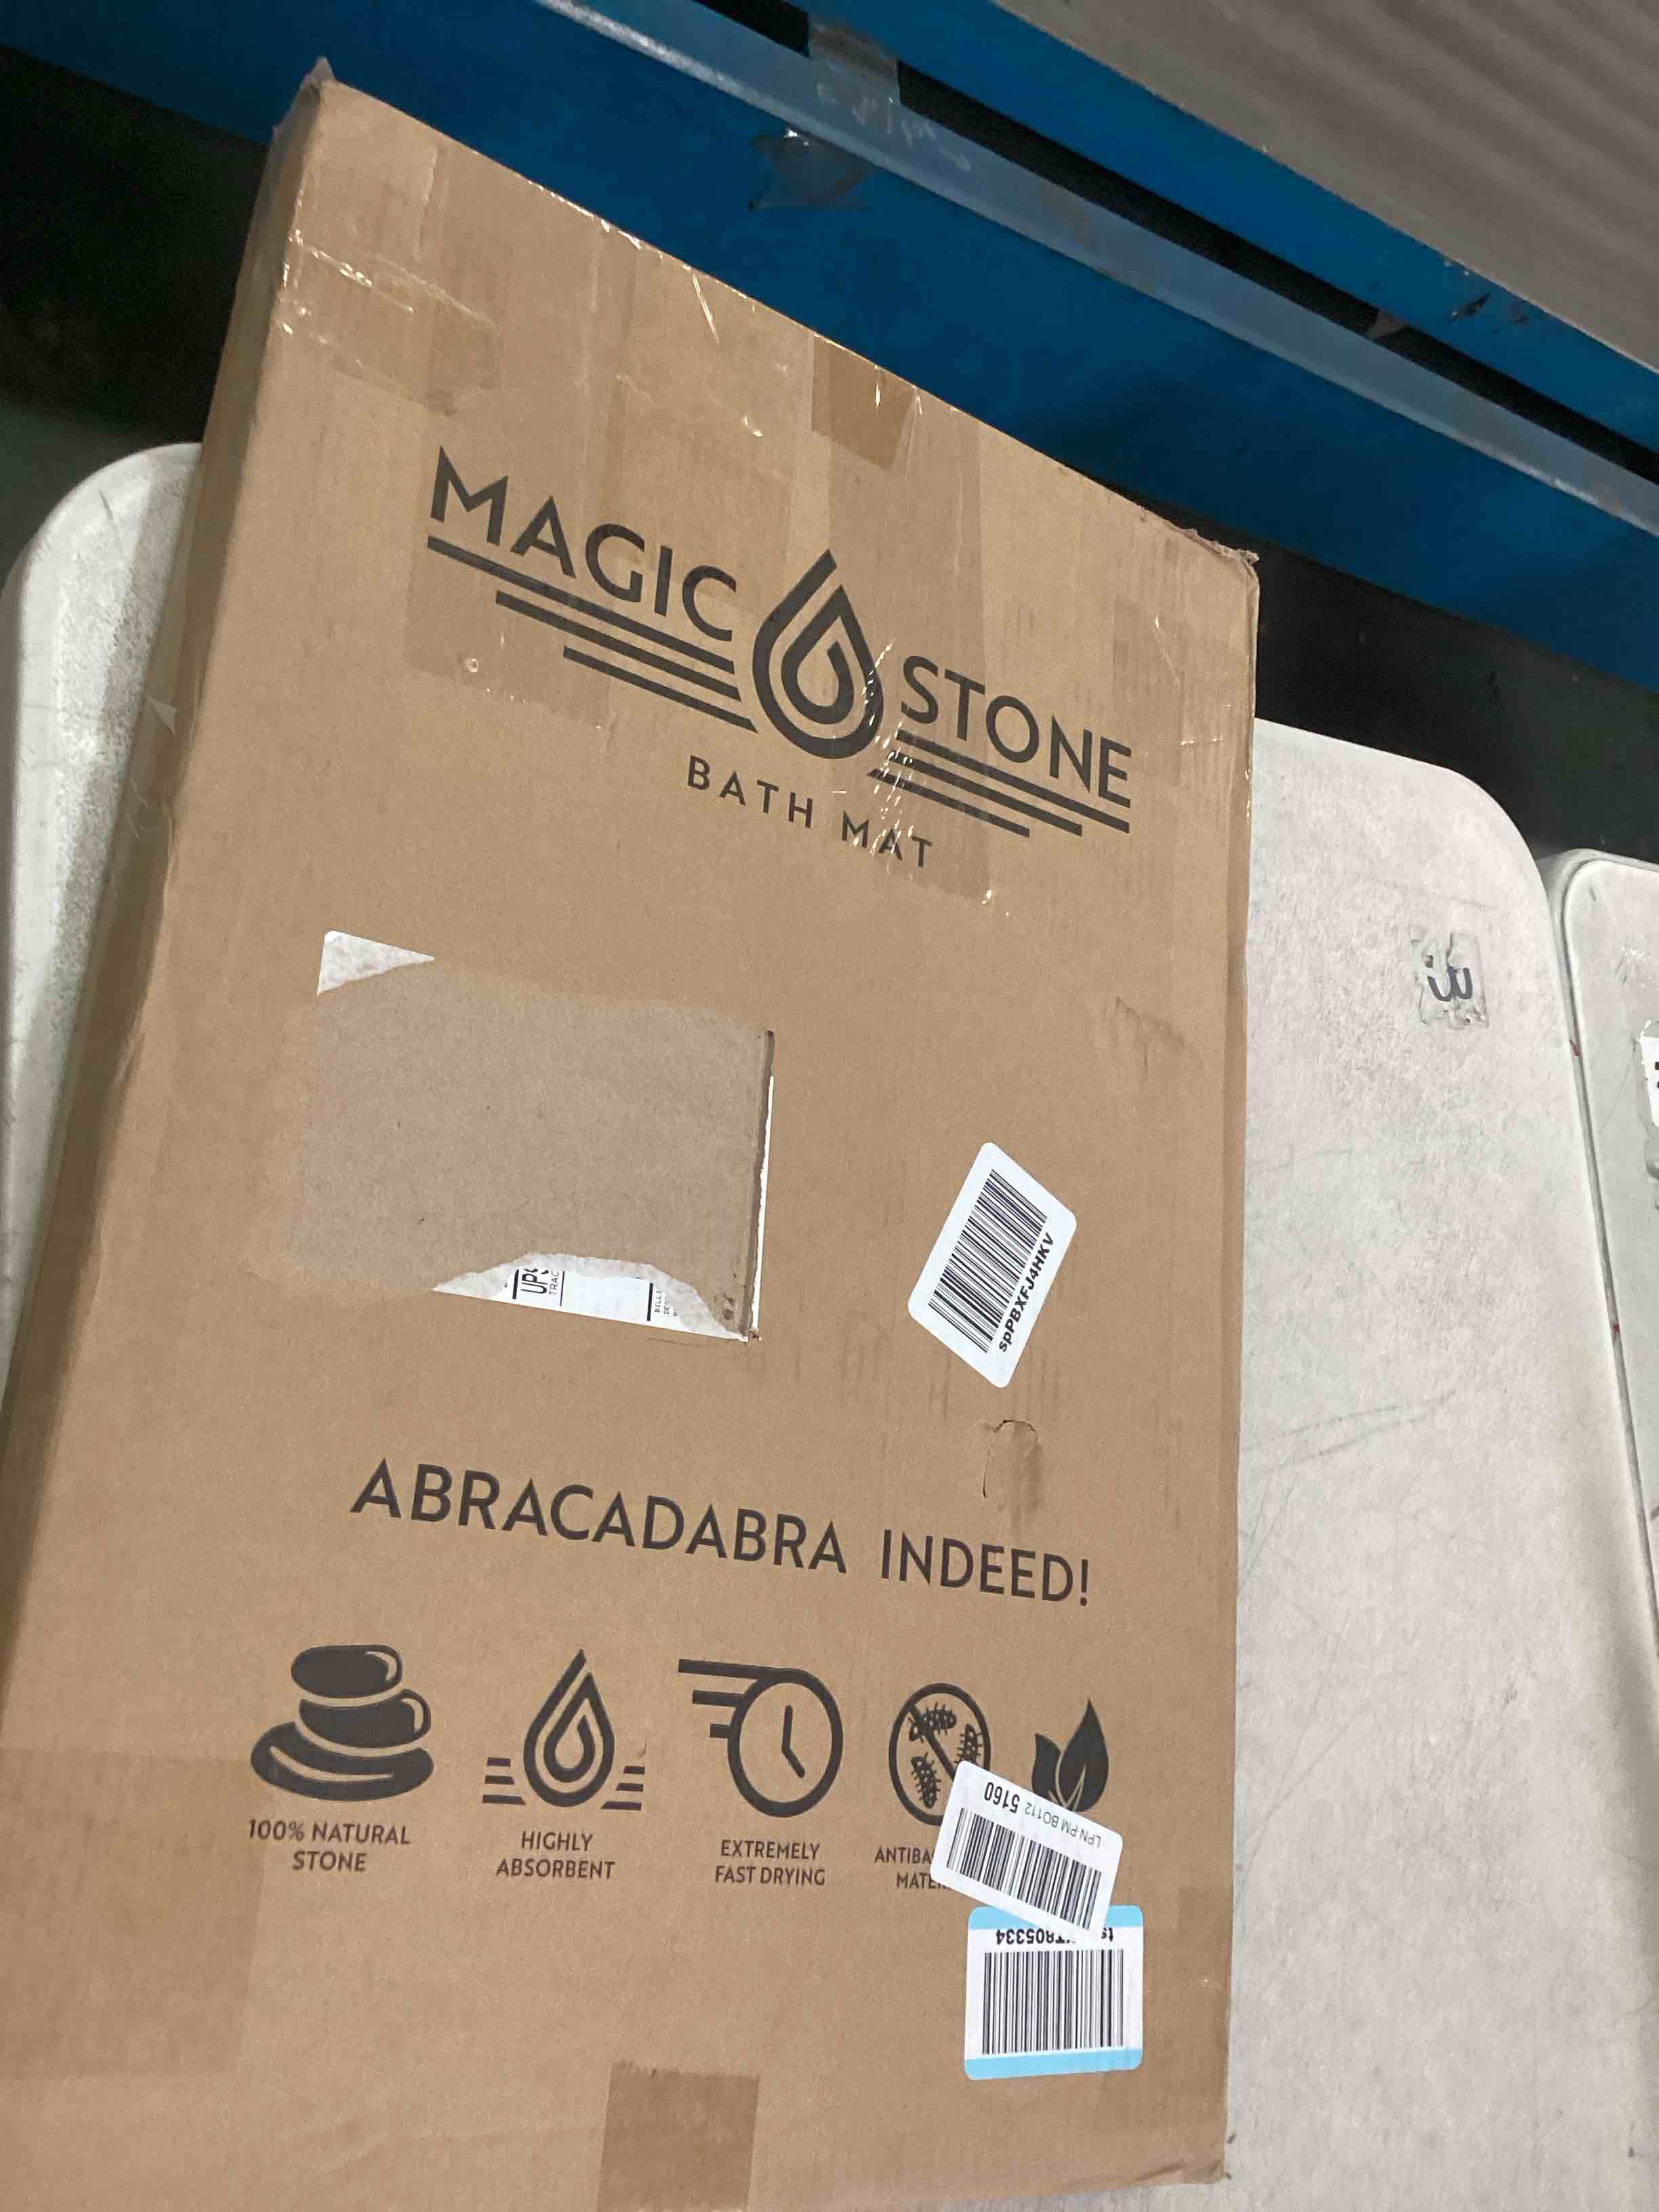 MAGIC STONE
BATH MAT
spPBXFJ4HKV
ABRACADABRA INDEED!
100% NATURAL
STONE
HIGHLY
ABSORBENT
EXTREMELY
FAST DRYING
LPN PM BO112 5160